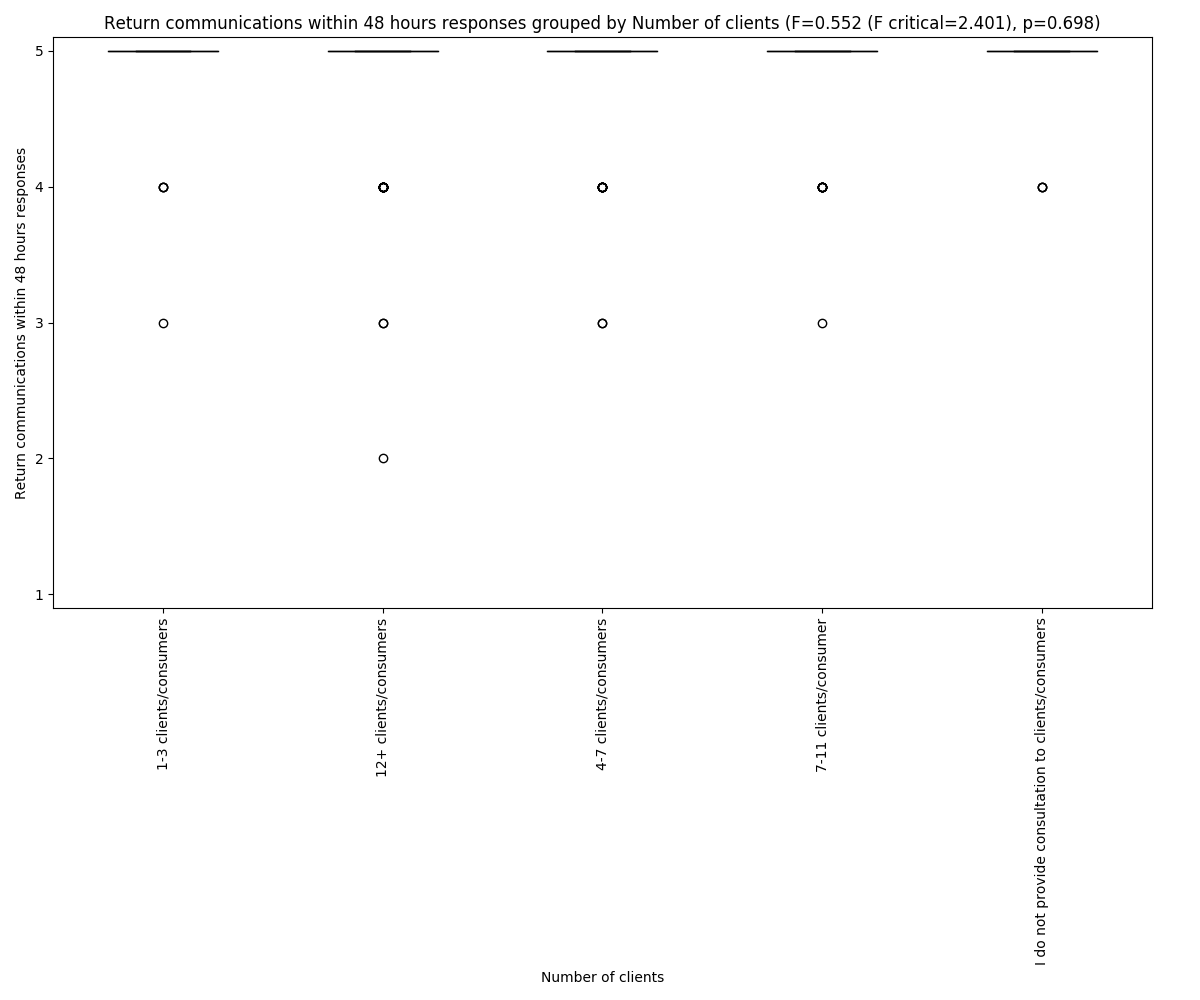 Return communications within 48 hours responses grouped by Number of clients (F=0.552 (F critical=2.401), p=0.698)
Return communications within 48 hours responses
5
4
3
2
1
1-3 clients/consumers
12+ clients/consumers
4-7 clients/consumers
7-11 clients/consumer
I do not provide consultation to clients/consumers
Number of clients